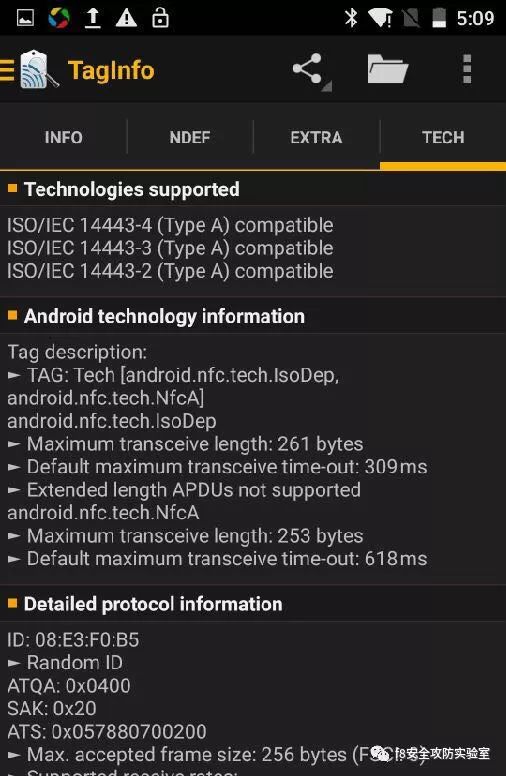 5:09
TagInfo
INFO
NDEF
EXTRA
TECH
Technologies supported
ISO/IEC 14443-4 (Type A) compatible
ISO/IEC 14443-3 (Type A) compatible
ISO/IEC 14443-2 (Type A) compatible
Android technology information
Tag description:
► TAG: Tech [android.nfc.tech.IsoDep,
android.nfc.tech.NfcA]
android.nfc.tech.IsoDep
► Maximum transceive length: 261 bytes
► Default maximum transceive time-out: 309ms
► Extended length APDUs not supported
android.nfc.tech.NfcA
► Maximum transceive length: 253 bytes
► Default maximum transceive time-out: 618ms
Detailed protocol information
ID: 08:E3:F0:B5
► Random ID
ATQA: 0x0400
SAK: 0x20
ATS: 0x057880700200
► Max. accepted frame size: 256 bytes
f8安全攻防实验室
► Supported receive rates: